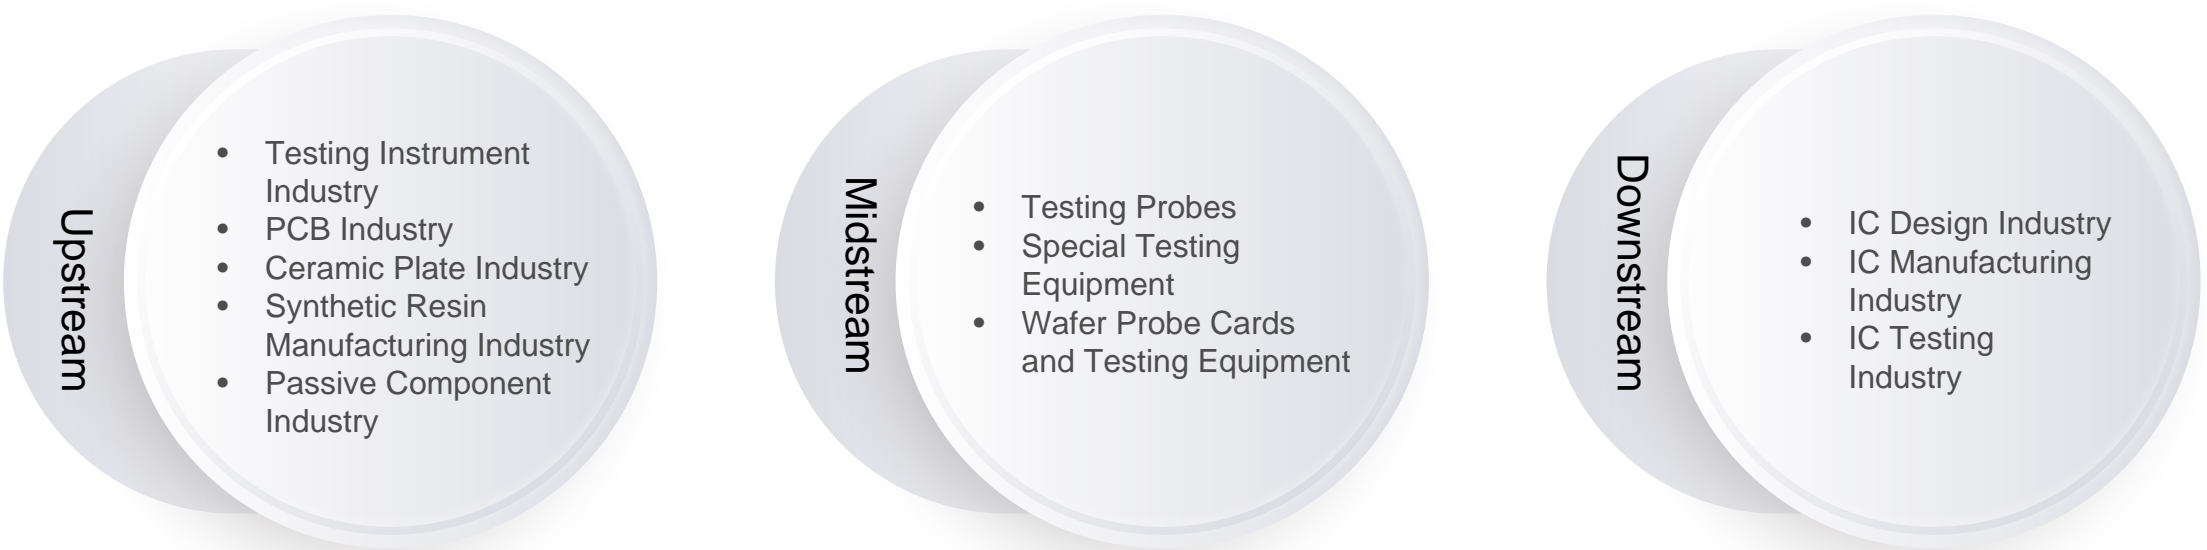 Upstream
• Testing Instrument
Industry
• PCB Industry
• Ceramic Plate Industry
• Synthetic Resin
Manufacturing Industry
• Passive Component
Industry
Midstream
• Testing Probes
• Special Testing
Equipment
• Wafer Probe Cards
and Testing Equipment
Downstream
• IC Design Industry
• IC Manufacturing
Industry
• IC Testing
Industry